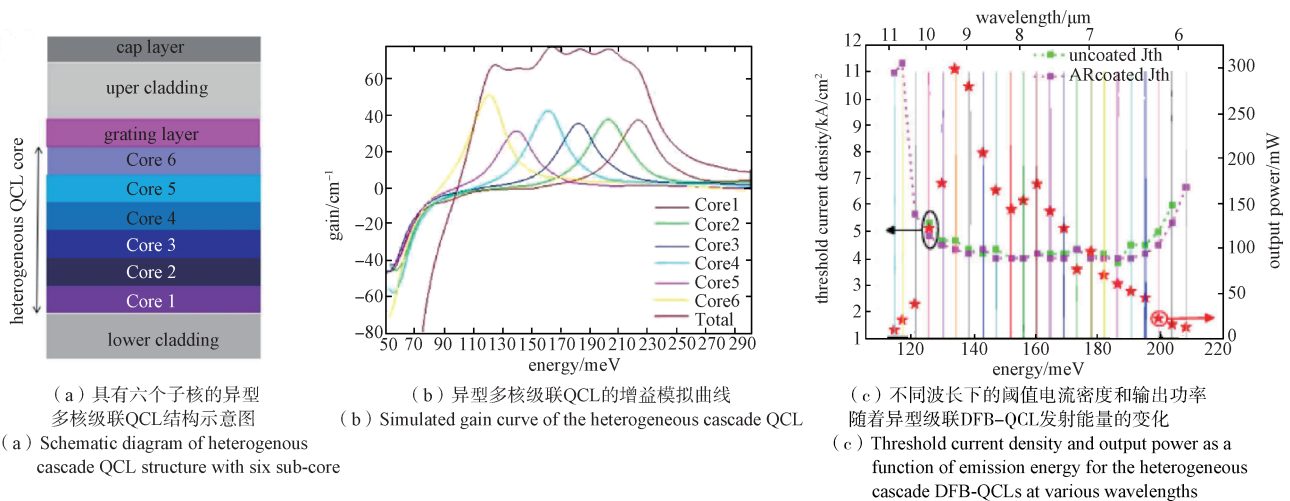 cap layer
uper cladding
grating layer
Core 6
Core 5
Core 4
Core 3
Core 2
Core 1
lower cladding
heterogeneous QCL core
60
40
20
0
-20
-40
-60
-80
gain/cm⁻¹
50 70 90 110 130 150 170 190 210 230 250 270 290
energy/meV
Core1
Core2
Core3
Core4
Core5
Core6
Total
wavelength/μm
11 10 9 8 7 6
12
11
10
9
8
7
6
5
4
3
2
1
threshold current density/kA/cm²
uncoated Jth
ARcoated Jth
300
250
200
150
100
50
0
output power/mW
120 140 160 180 200 220
energy/meV
(a)具有六个子核的异型
多核级联QCL结构示意图
(a) Schematic diagram of heterogenous
cascade QCL structure with six sub-core
(b)异型多核级联QCL的增益模拟曲线
(b) Simulated gain curve of the heterogeneous cascade QCL
(c)不同波长下的阈值电流密度和输出功率
随着异型级联DFB-QCL发射能量的变化
(c) Threshold current density and output power as a
function of emission energy for the heterogeneous
cascade DFB-QCLs at various wavelengths